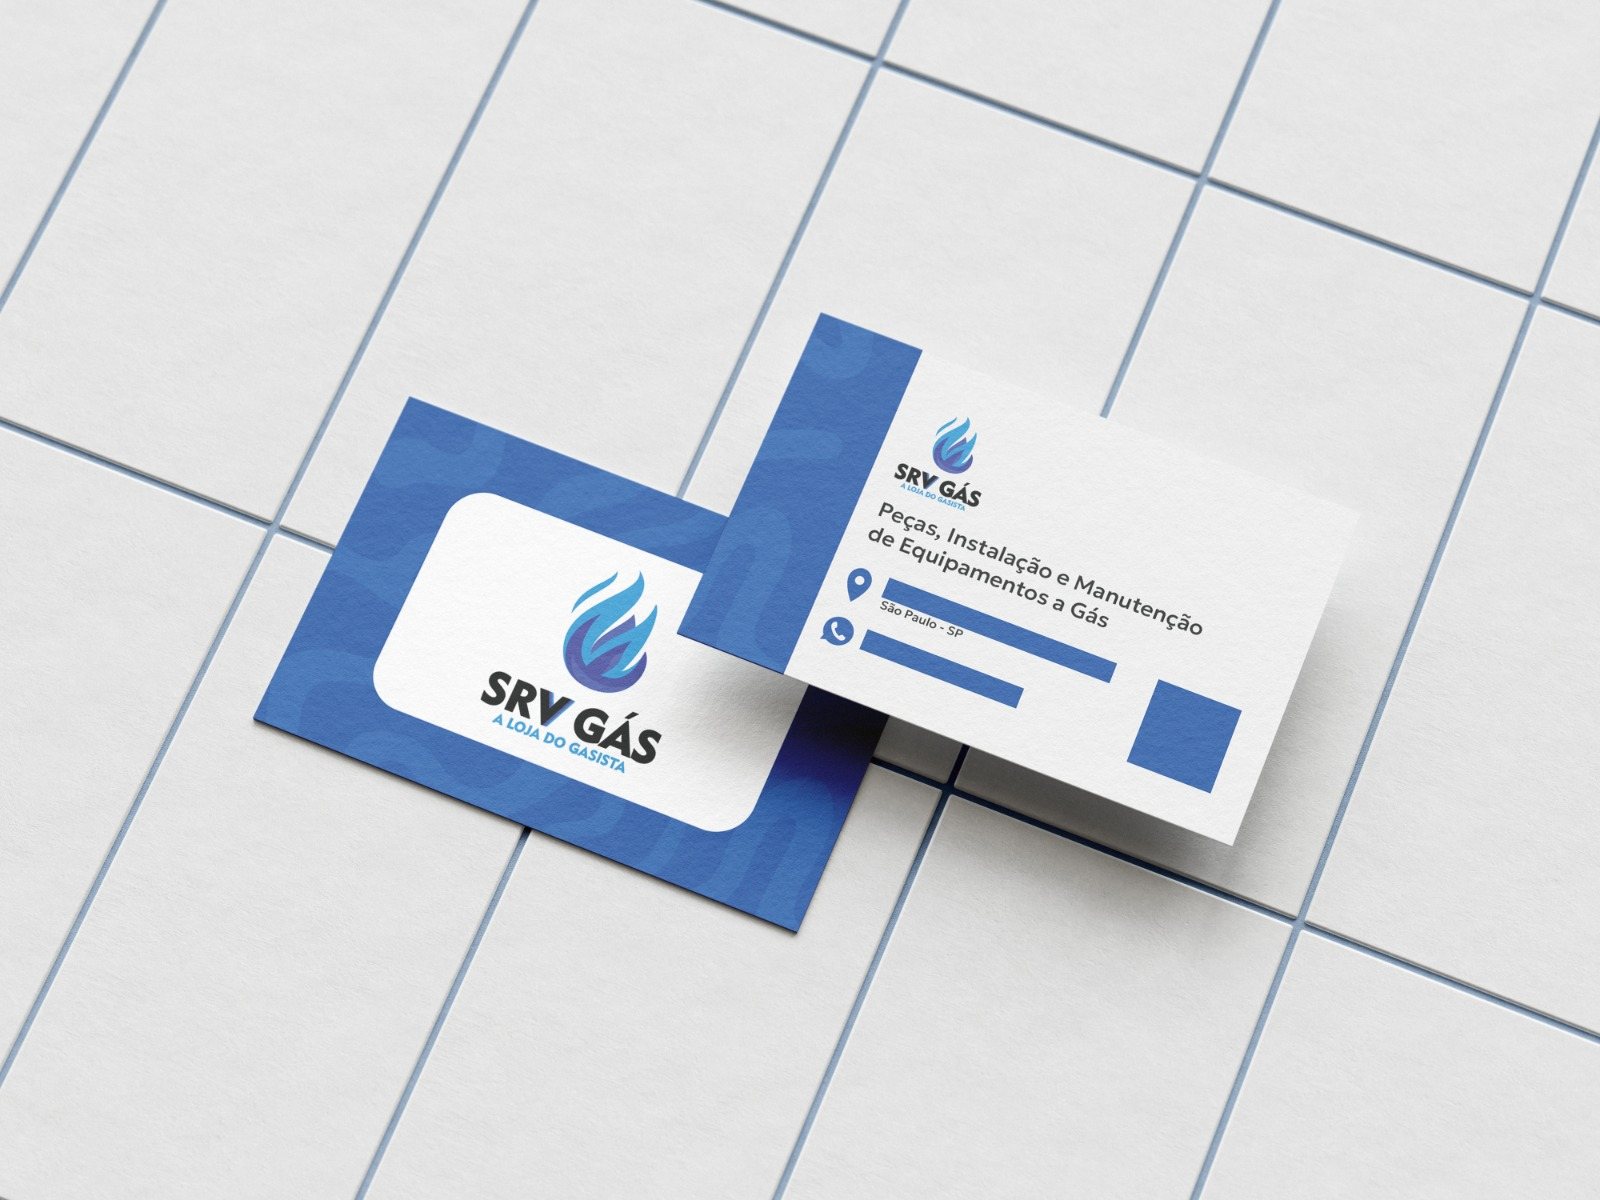 SRV GÁS
A LOJA DO GASISTA
SRV GÁS
A LOJA DO GASISTA
Peças, Instalação e Manutenção
de Equipamentos a Gás
São Paulo - SP